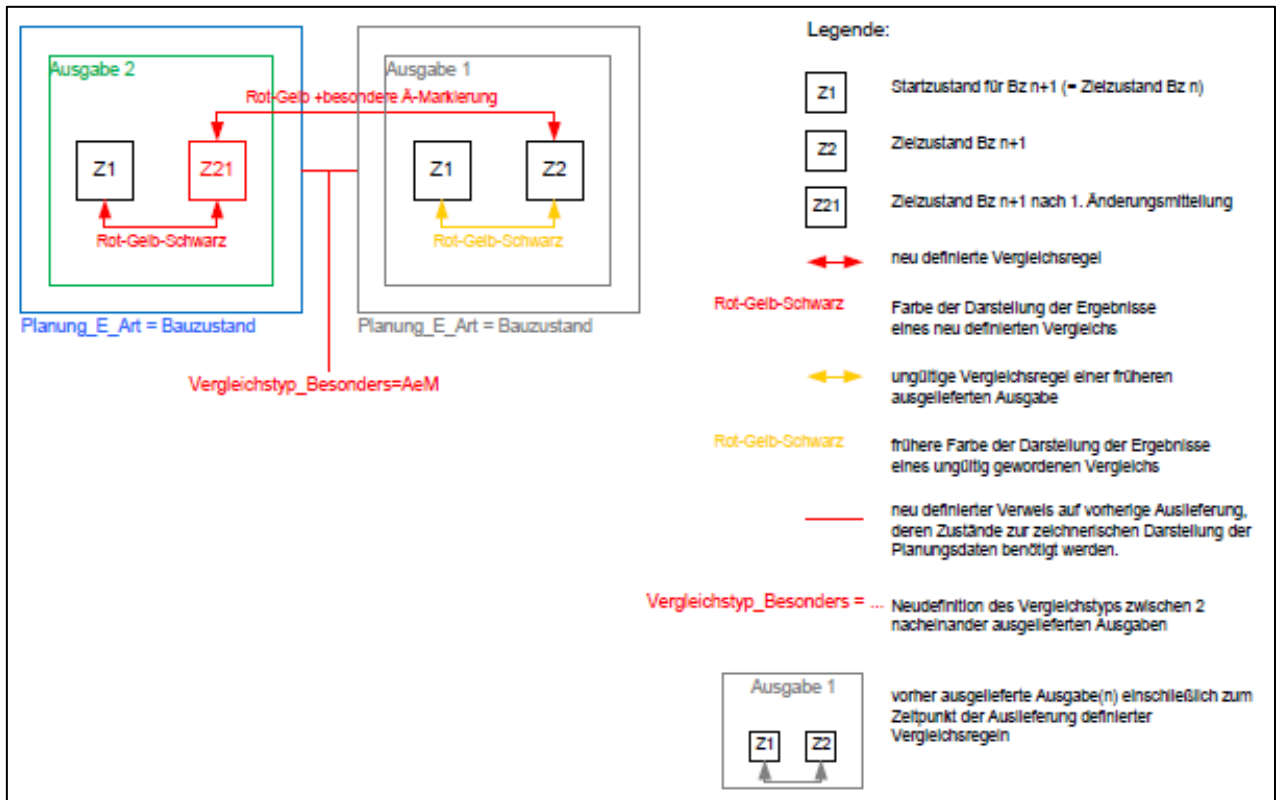 Ausgabe 2
Rot-Gelb +besondere Ä-Markierung
Z1
Z21
Rot-Gelb-Schwarz
Planung_E_Art = Bauzustand
Ausgabe 1
Z1
Z2
Rot-Gelb-Schwarz
Planung_E_Art = Bauzustand
Vergleichstyp_Besonders=AeM
Legende:
Z1
Startzustand für Bz n+1 (= Zielzustand Bz n)
Z2
Zielzustand Bz n+1
Z21
Zielzustand Bz n+1 nach 1. Änderungsmitteilung
neu definierte Vergleichsregel
Rot-Gelb-Schwarz
Farbe der Darstellung der Ergebnisse
eines neu definierten Vergleichs
ungültige Vergleichsregel einer früheren
ausgelieferten Ausgabe
Rot-Gelb-Schwarz
frühere Farbe der Darstellung der Ergebnisse
eines ungültig gewordenen Vergleichs
neu definierter Verweis auf vorherige Auslieferung,
deren Zustände zur zeichnerischen Darstellung der
Planungsdaten benötigt werden.
Vergleichstyp_Besonders = ...
Neudefinition des Vergleichstyps zwischen 2
nacheinander ausgelieferten Ausgaben
Ausgabe 1
Z1
Z2
vorher ausgelieferte Ausgabe(n) einschließlich zum
Zeitpunkt der Auslieferung definierter
Vergleichsregeln